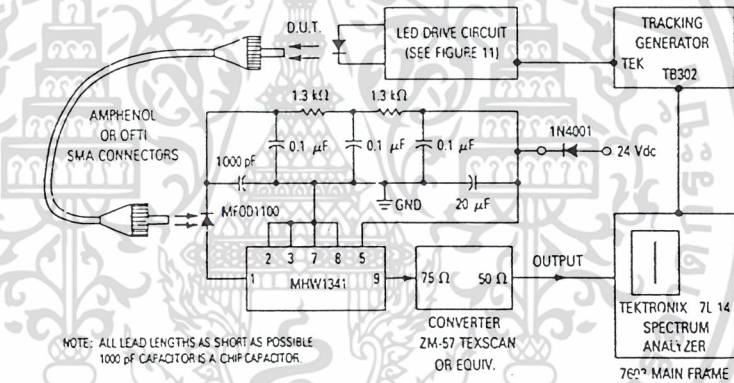 D.U.T.
LED DRIVE CIRCUIT
(SEE FIGURE 11)
TRACKING
GENERATOR
TEK
TB302
AMPHENOL
OR OFTI
SMA CONNECTORS
1.3 kΩ
1.3 kΩ
0.1 μF
0.1 μF
0.1 μF
1N4001
24 Vdc
1000 pF
GND
20 μF
MFOD1100
2 3 7 8 5
1
9
MHW1341
75 Ω
50 Ω
OUTPUT
CONVERTER
ZM-57 TEXSCAN
OR EQUIV.
TEKTRONIX 7L 14
SPECTRUM
ANALYZER
MAIN FRAME
NOTE: ALL LEAD LENGTHS AS SHORT AS POSSIBLE
1000 pF CAPACITOR IS A CHIP CAPACITOR.